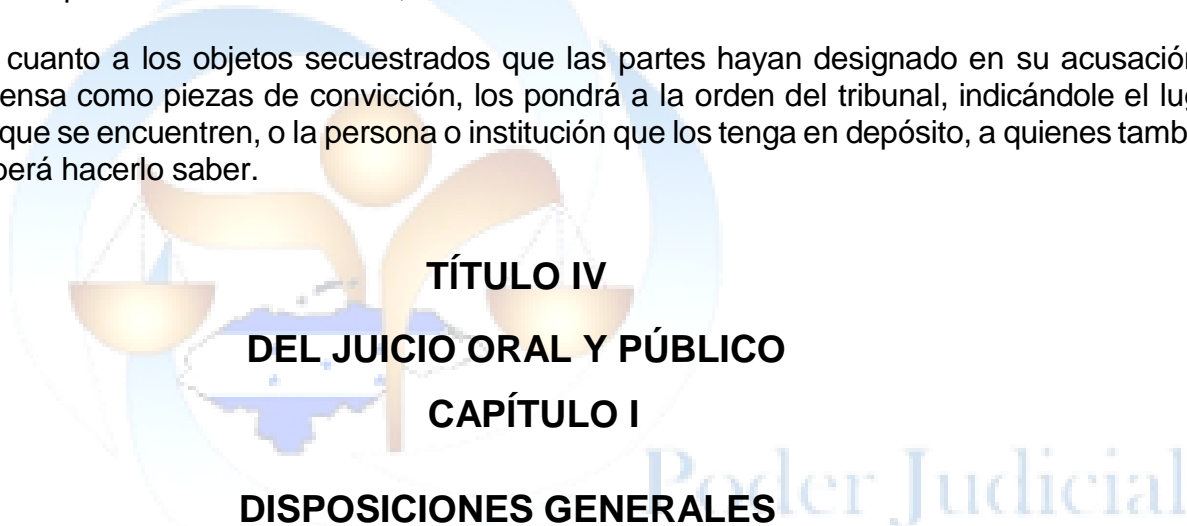 cuanto a los objetos secuestrados que las partes hayan designado en su acusación
ensa como piezas de convicción, los pondrá a la orden del tribunal, indicándole el lug
que se encuentren, o la persona o institución que los tenga en depósito, a quienes tamb
berá hacerlo saber.
TÍTULO IV
DEL JUICIO ORAL Y PÚBLICO
CAPÍTULO I
Poder Judicial
DISPOSICIONES GENERALES